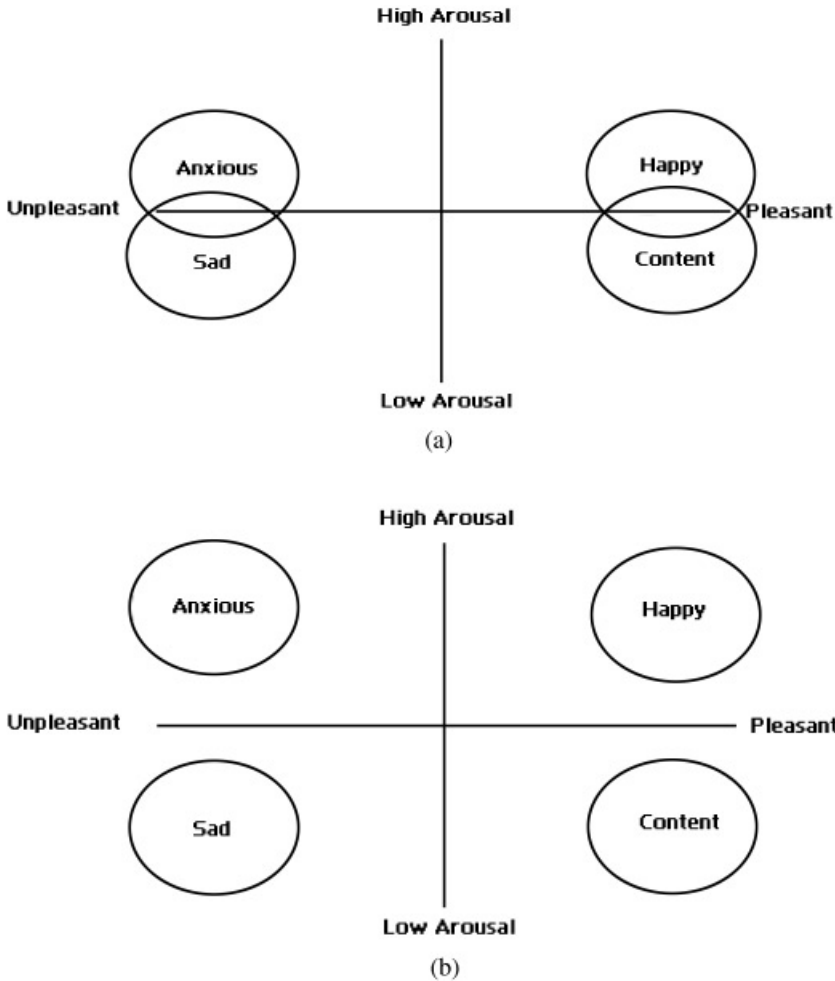 High Arousal
Anxious
Happy
Unpleasant
Pleasant
Sad
Content
Low Arousal
(a)
High Arousal
Anxious
Happy
Unpleasant
Pleasant
Sad
Content
Low Arousal
(b)